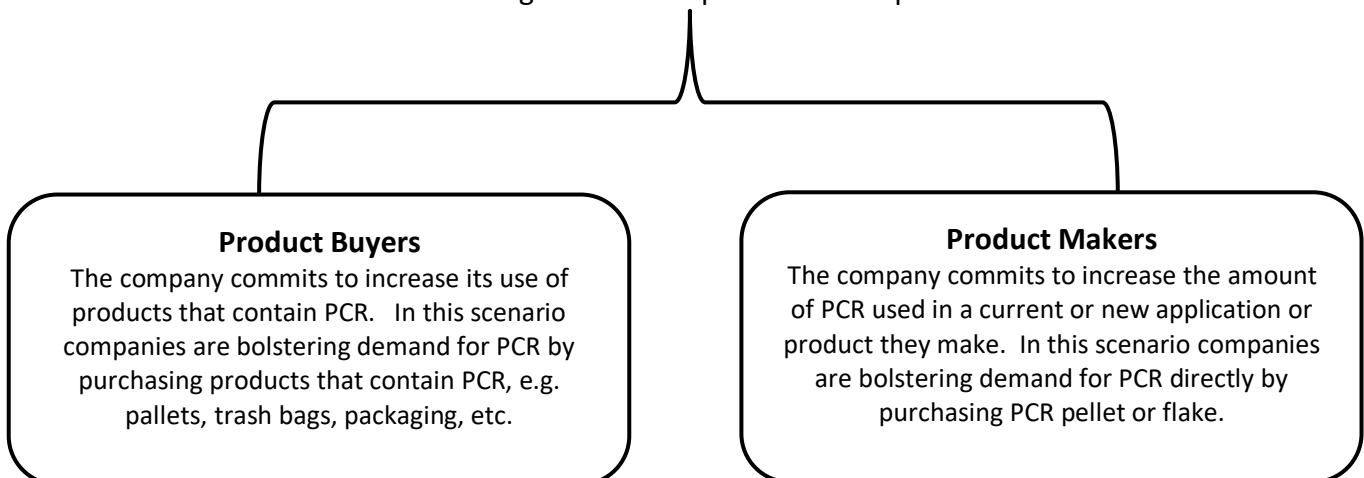 Product Buyers
The company commits to increase its use of
products that contain PCR.   In this scenario
companies are bolstering demand for PCR by
purchasing products that contain PCR, e.g.
pallets, trash bags, packaging, etc.
Product Makers
The company commits to increase the amount
of PCR used in a current or new application or
product they make.  In this scenario companies
are bolstering demand for PCR directly by
purchasing PCR pellet or flake.